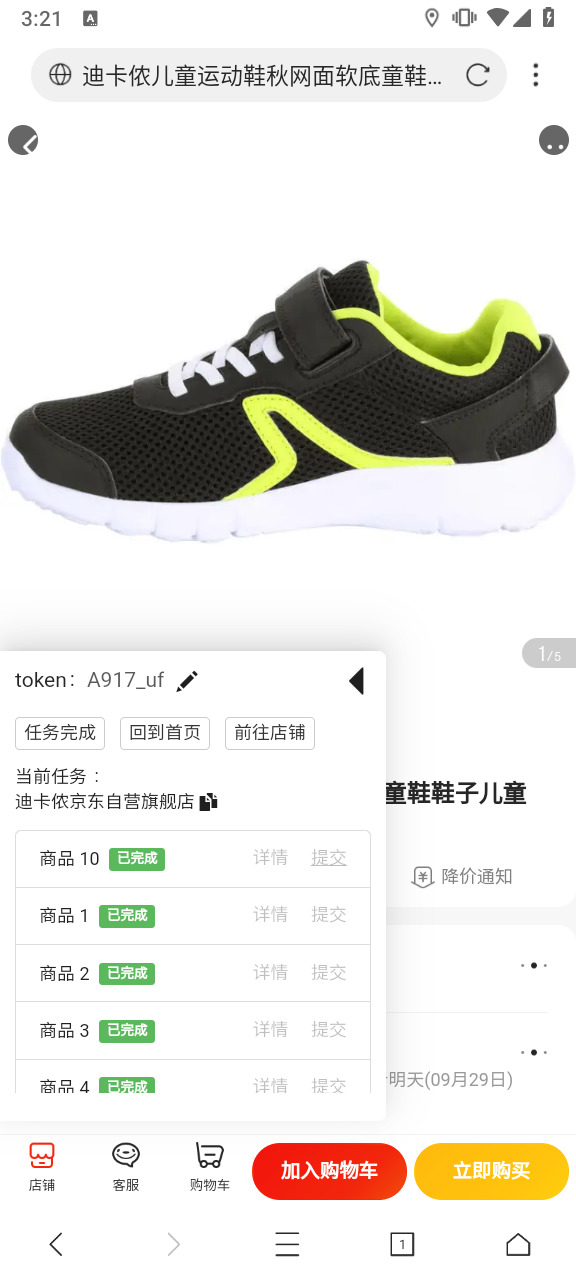 3:21
A
迪卡侬儿童运动鞋秋网面软底童鞋...
1/5
token： A917_uf
任务完成 回到首页 前往店铺
当前任务：
迪卡侬京东自营旗舰店
童鞋鞋子儿童
商品 10 已完成 详情 提交
降价通知
商品 1 已完成 详情 提交
商品 2 已完成 详情 提交
商品 3 已完成 详情 提交
商品 4 已完成 详情 提交
明天(09月29日)
店铺 客服 购物车 加入购物车 立即购买
1